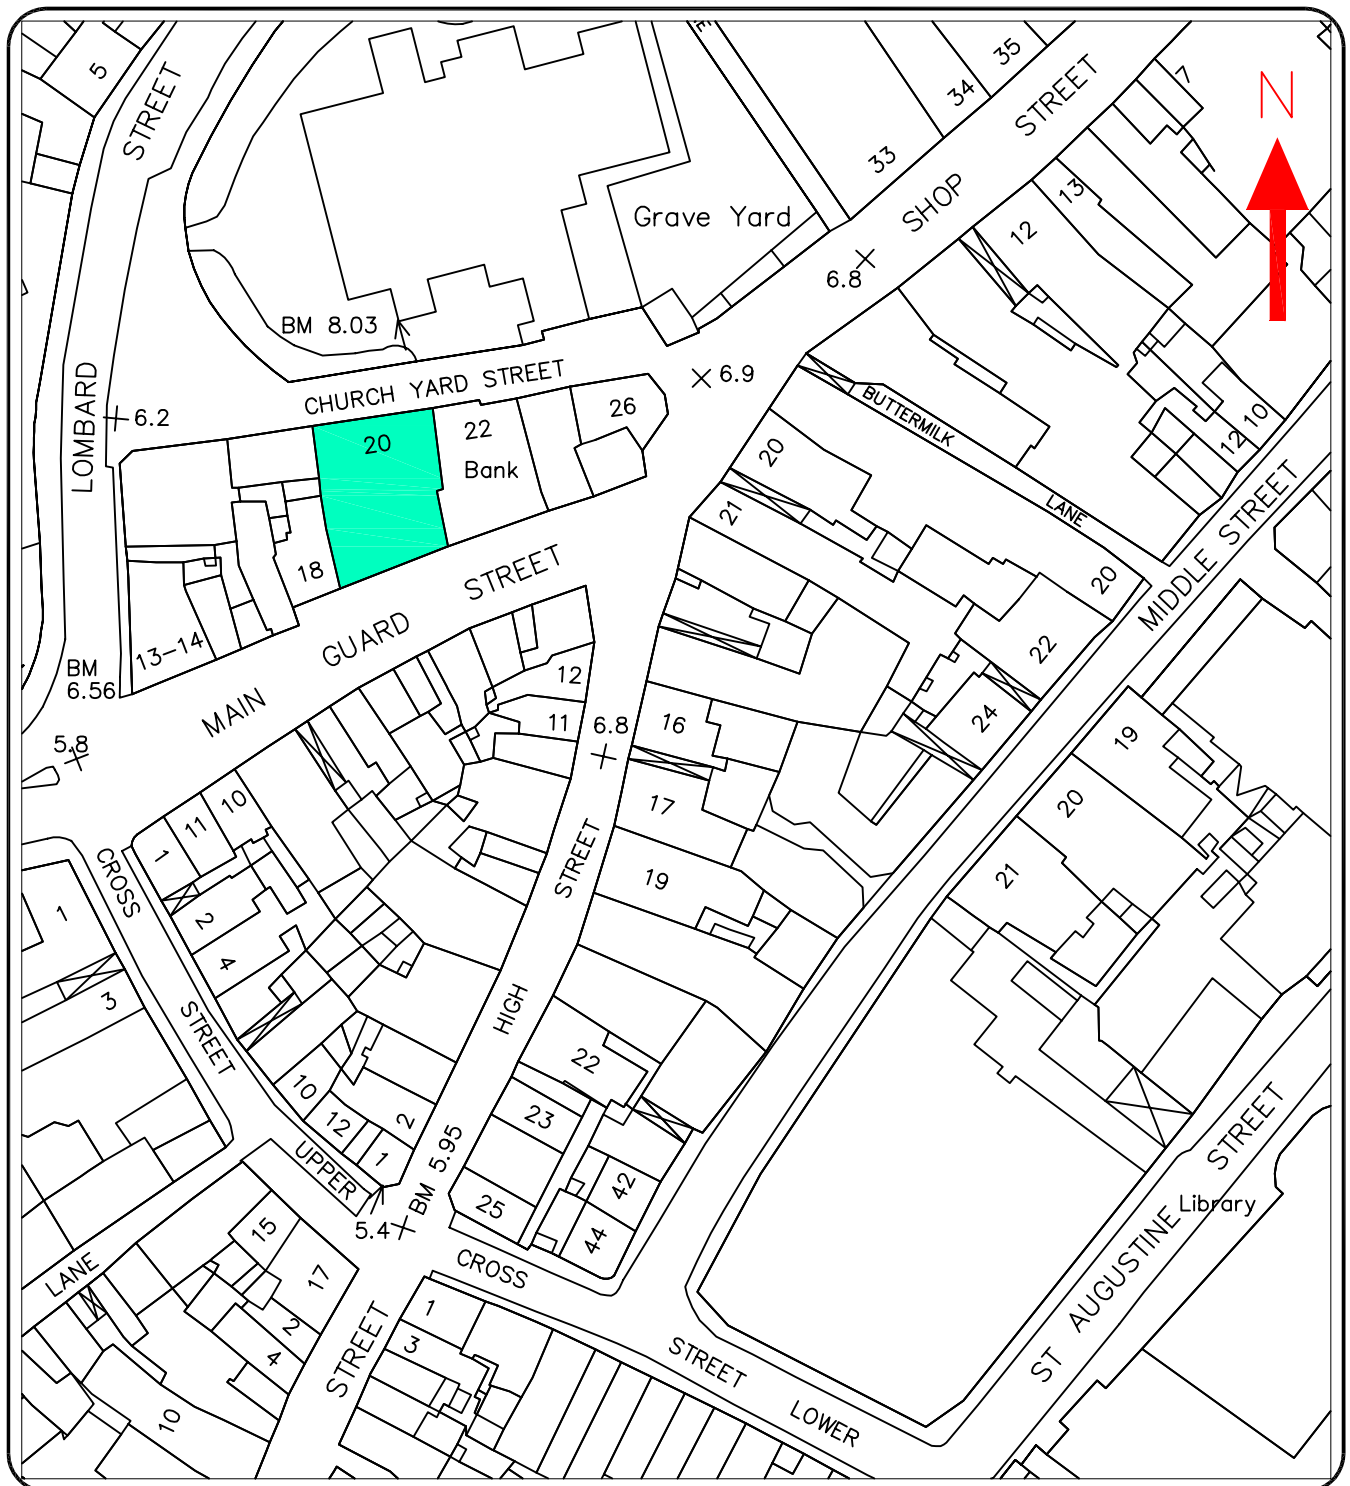 5
STREET
35
34
33
STREET
7
N
SHOP
13
12
Grave Yard
6.8
BM 8.03
LOMBARD
6.2
CHURCH YARD STREET
6.9
20
22
Bank
26
BUTTERMILK
LANE
10
12
20
21
18
13-14
BM
6.56
MAIN
GUARD
STREET
MIDDLE STREET
20
22
24
12
11
6.8
16
17
19
5.8
10
11
1
CROSS
2
4
STREET
1
3
STREET
HIGH
19
20
21
22
23
25
42
44
10
12
1
2
UPPER
BM 5.95
5.4
CROSS
STREET
LOWER
ST AUGUSTINE STREET
Library
LANE
15
17
2
4
10
STREET
1
3